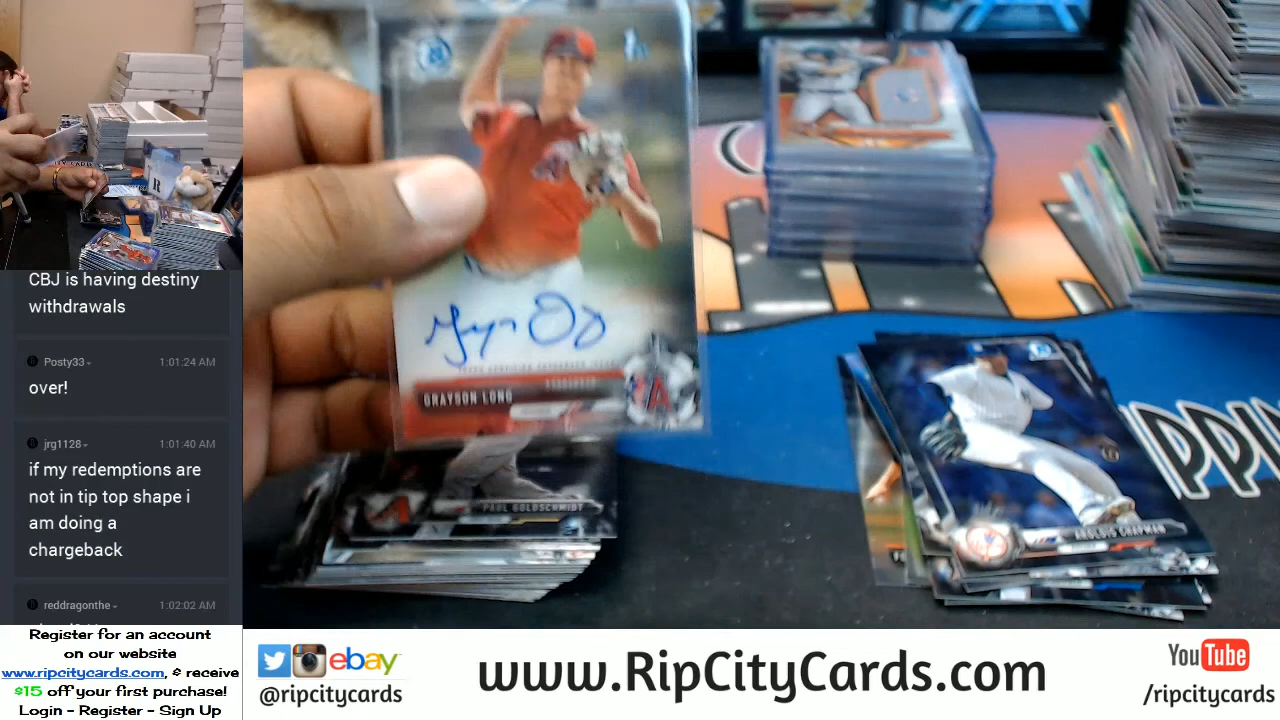 CBJ is having destiny
withdrawals
Posty33
1:01:24 AM
over!
jrg1128
1:01:40 AM
if my redemptions are
not in tip top shape i
am doing a
chargeback
reddragonthe
1:02:02 AM
Register for an account
on our website
www.ripcitycards.com, & receive
$15 off your first purchase!
Login - Register - Sign Up
GRAYSON LONG
A
PAUL GOLDSCHMIDT
AROLDIS CHAPMAN
IPPIN
ebay
@ripcitycards
www.RipCityCards.com
YouTube
/ripcitycards